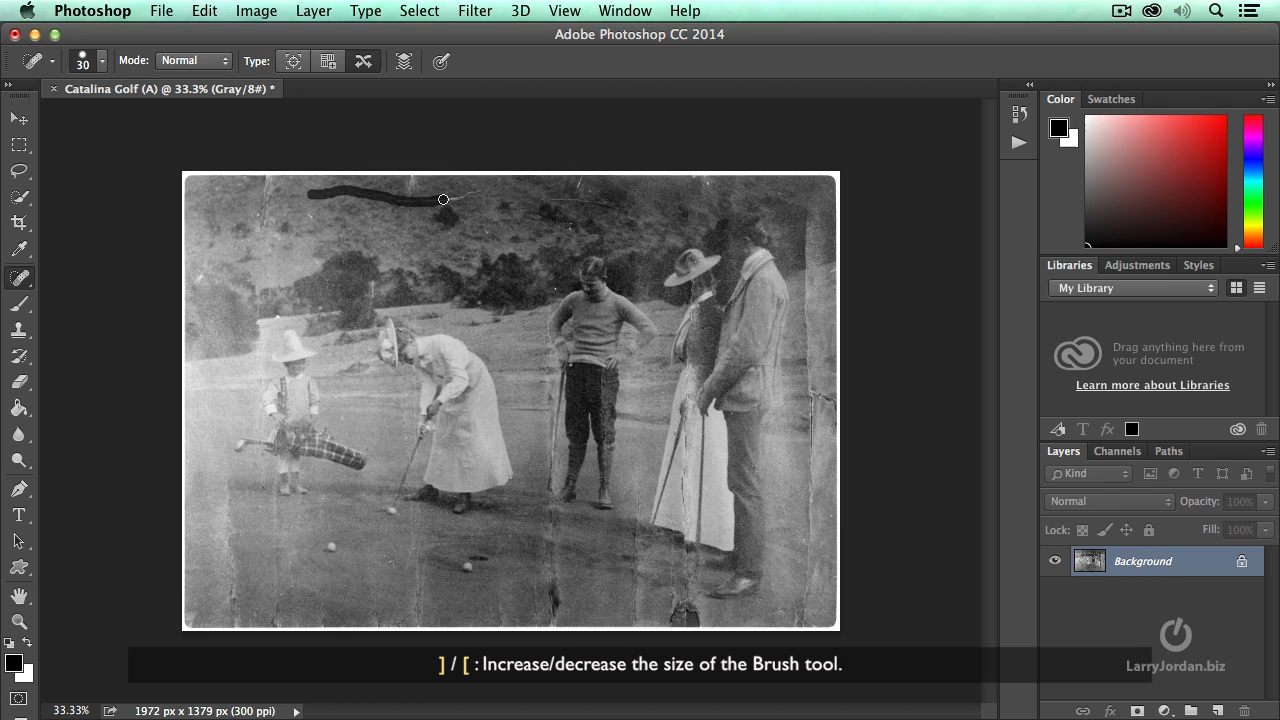 Photoshop File Edit Image Layer Type Select Filter 3D View Window Help
Adobe Photoshop CC 2014
30 Mode: Normal Type:
× Catalina Golf (A) @ 33.3% (Gray/8#) *
Color Swatches
Libraries Adjustments Styles
My Library
Drag anything here from
your document
Learn more about Libraries
T fx
Layers Channels Paths
Kind T
Normal Opacity: 100%
Lock: Fill: 100%
Background
T
LarryJordan.biz
] / [ : Increase/decrease the size of the Brush tool.
33.33% 1972 px x 1379 px (300 ppi)
fx